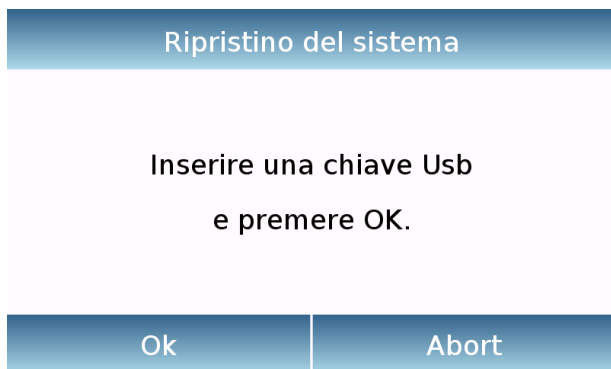 Ripristino del sistema
Inserire una chiave Usb
e premere OK.
Ok
Abort